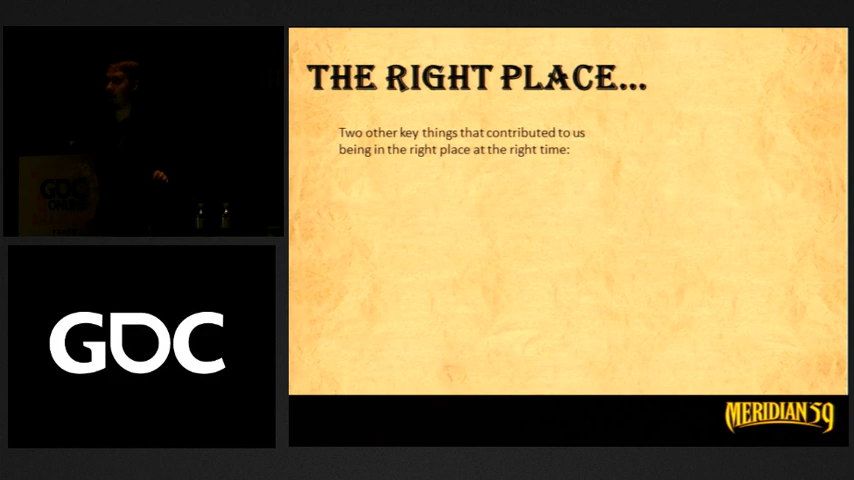 THE RIGHT PLACE...
Two other key things that contributed to us
being in the right place at the right time:
GDC
GDC
MERIDIAN 59